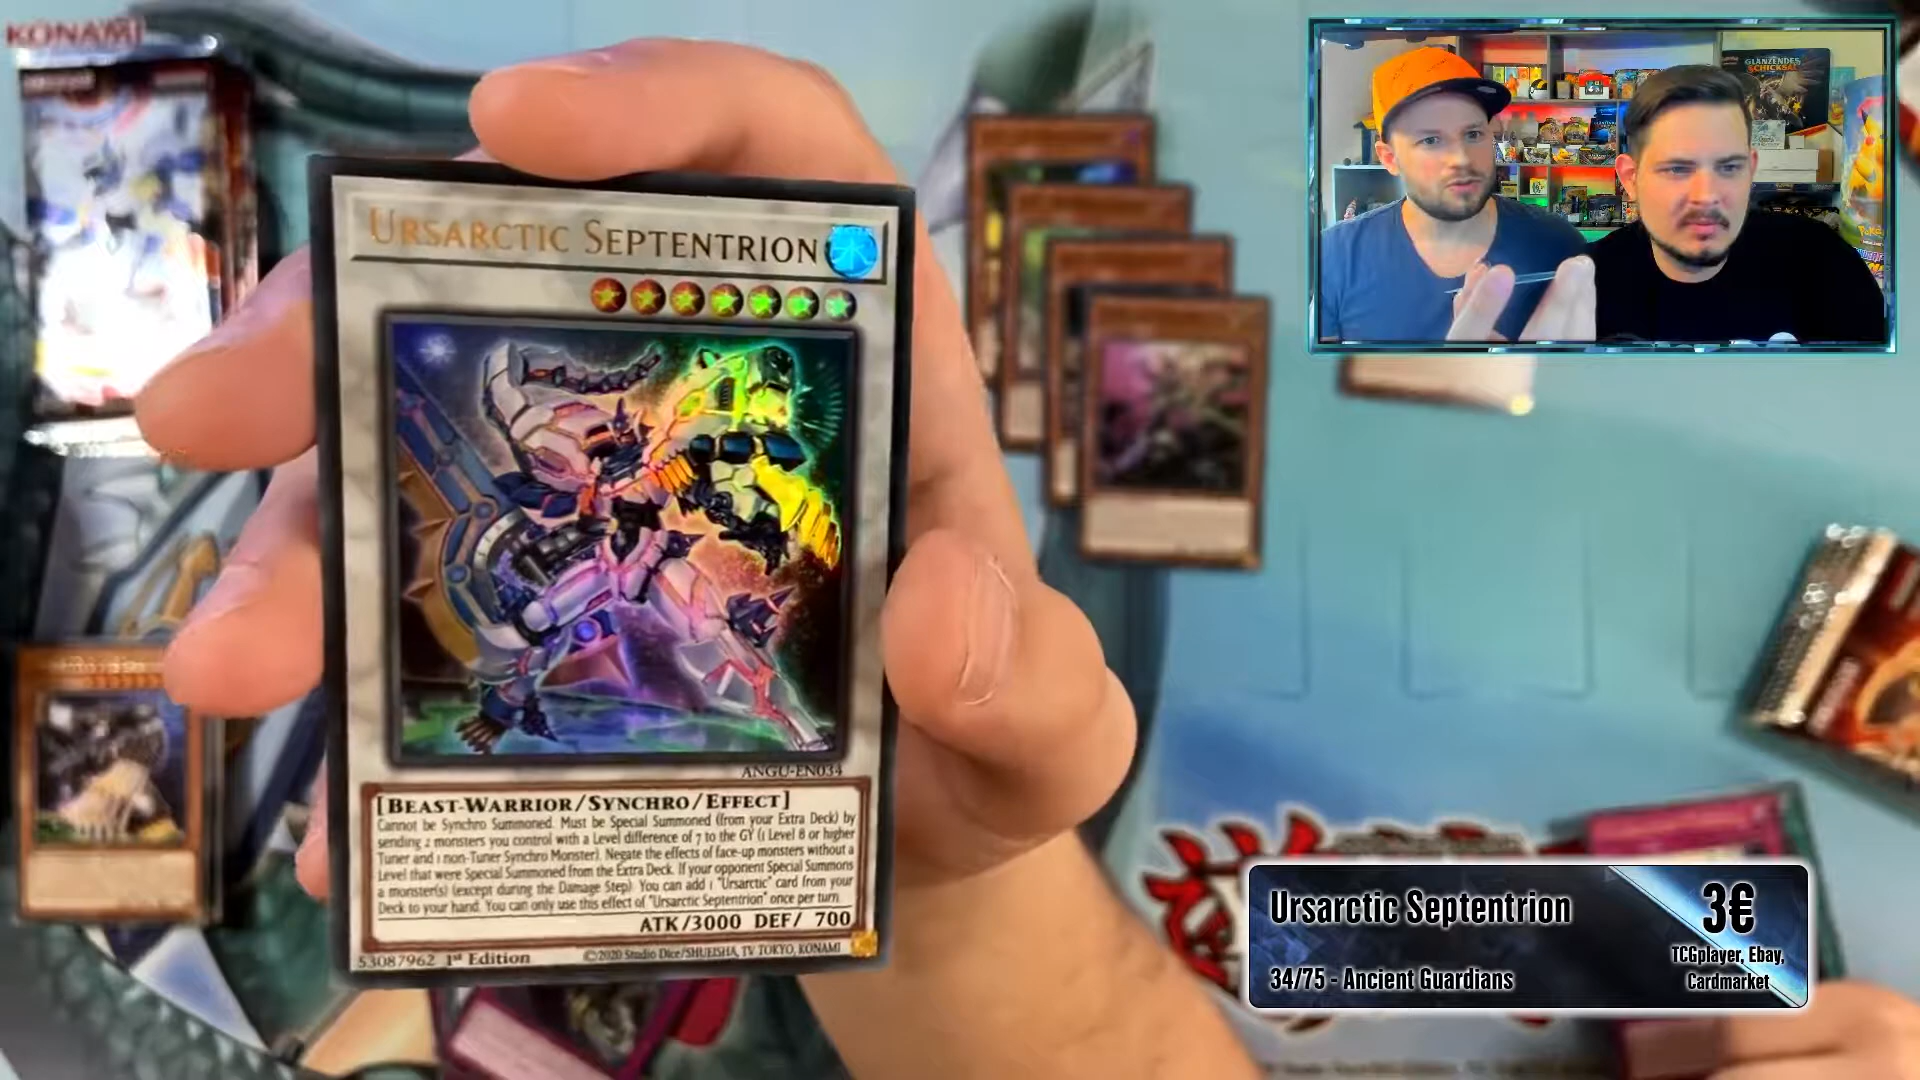 KONAMI
GLÄNZENDES
SCHICKSAL
URSARCTIC SEPTENTRION
ANGU-EN034
[BEAST-WARRIOR/SYNCHRO/EFFECT]
Cannot be Synchro Summoned. Must be Special Summoned (from your Extra Deck) by
sending 2 monsters you control with a Level difference of 7 to the GY (1 Level 8 or higher
Tuner and 1 non-Tuner Synchro Monster). Negate the effects of face-up monsters without a
Level that were Special Summoned from the Extra Deck. If your opponent Special Summons
a monster(s) (except during the Damage Step): You can add 1 "Ursarctic" card from your
Deck to your hand. You can only use this effect of "Ursarctic Septentrion" once per turn.
ATK/3000 DEF/ 700
53087962 1st Edition ©2020 Studio Dice/SHUEISHA, TV TOKYO, KONAMI
Ursarctic Septentrion
3€
TCGplayer, Ebay,
Cardmarket
34/75 - Ancient Guardians